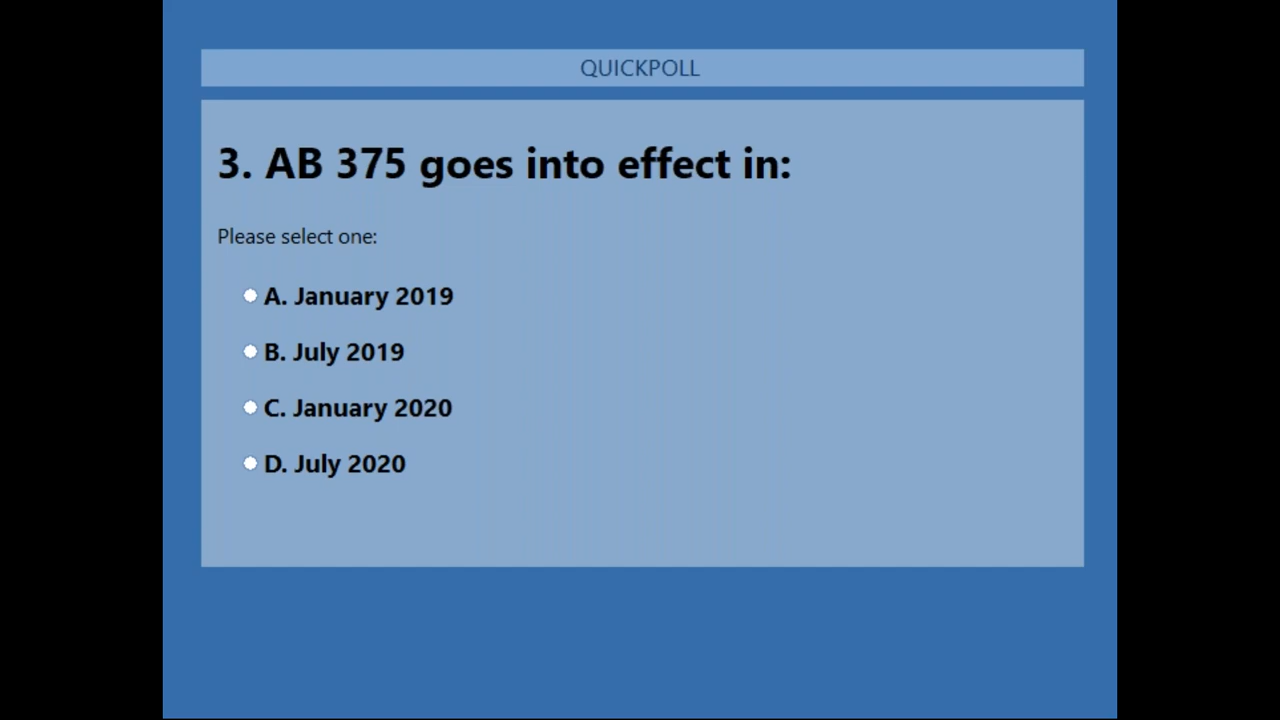 QUICKPOLL
3. AB 375 goes into effect in:
Please select one:
A. January 2019
B. July 2019
C. January 2020
D. July 2020